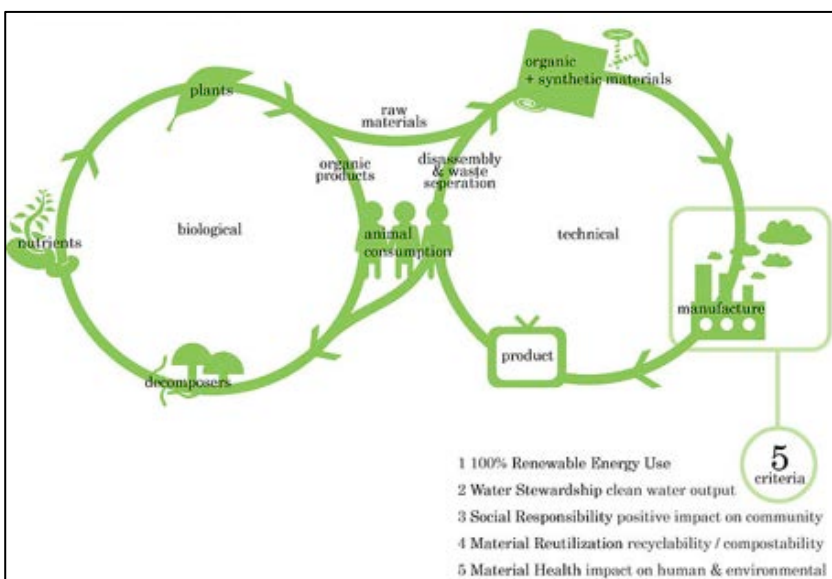 plants
raw
materials
organic
+ synthetic materials
organic
products
disassembly
& waste
seperation
nutrients
biological
animal
consumption
technical
manufacture
product
decomposers
5
criteria
1 100% Renewable Energy Use
2 Water Stewardship clean water output
3 Social Responsibility positive impact on community
4 Material Reutilization recyclability / compostability
5 Material Health impact on human & environmental